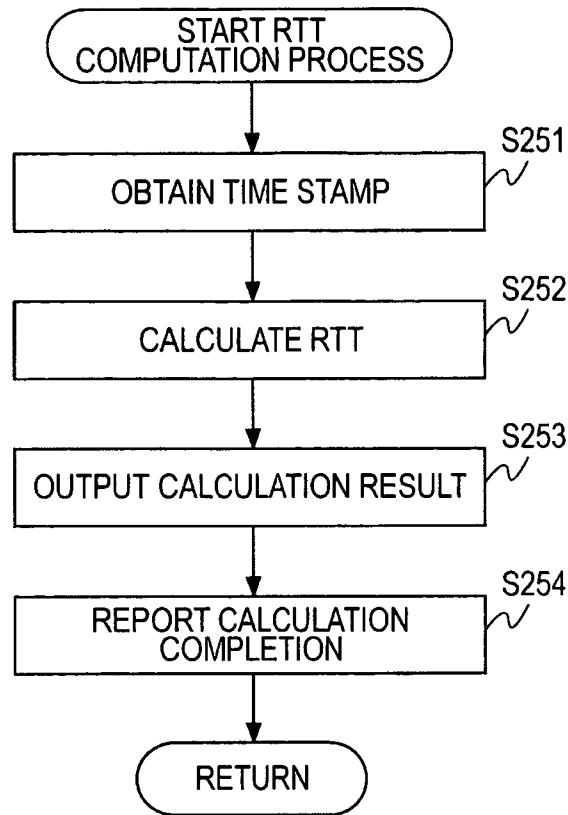 START RTT
COMPUTATION PROCESS
S251
OBTAIN TIME STAMP
S252
CALCULATE RTT
S253
OUTPUT CALCULATION RESULT
S254
REPORT CALCULATION
COMPLETION
RETURN